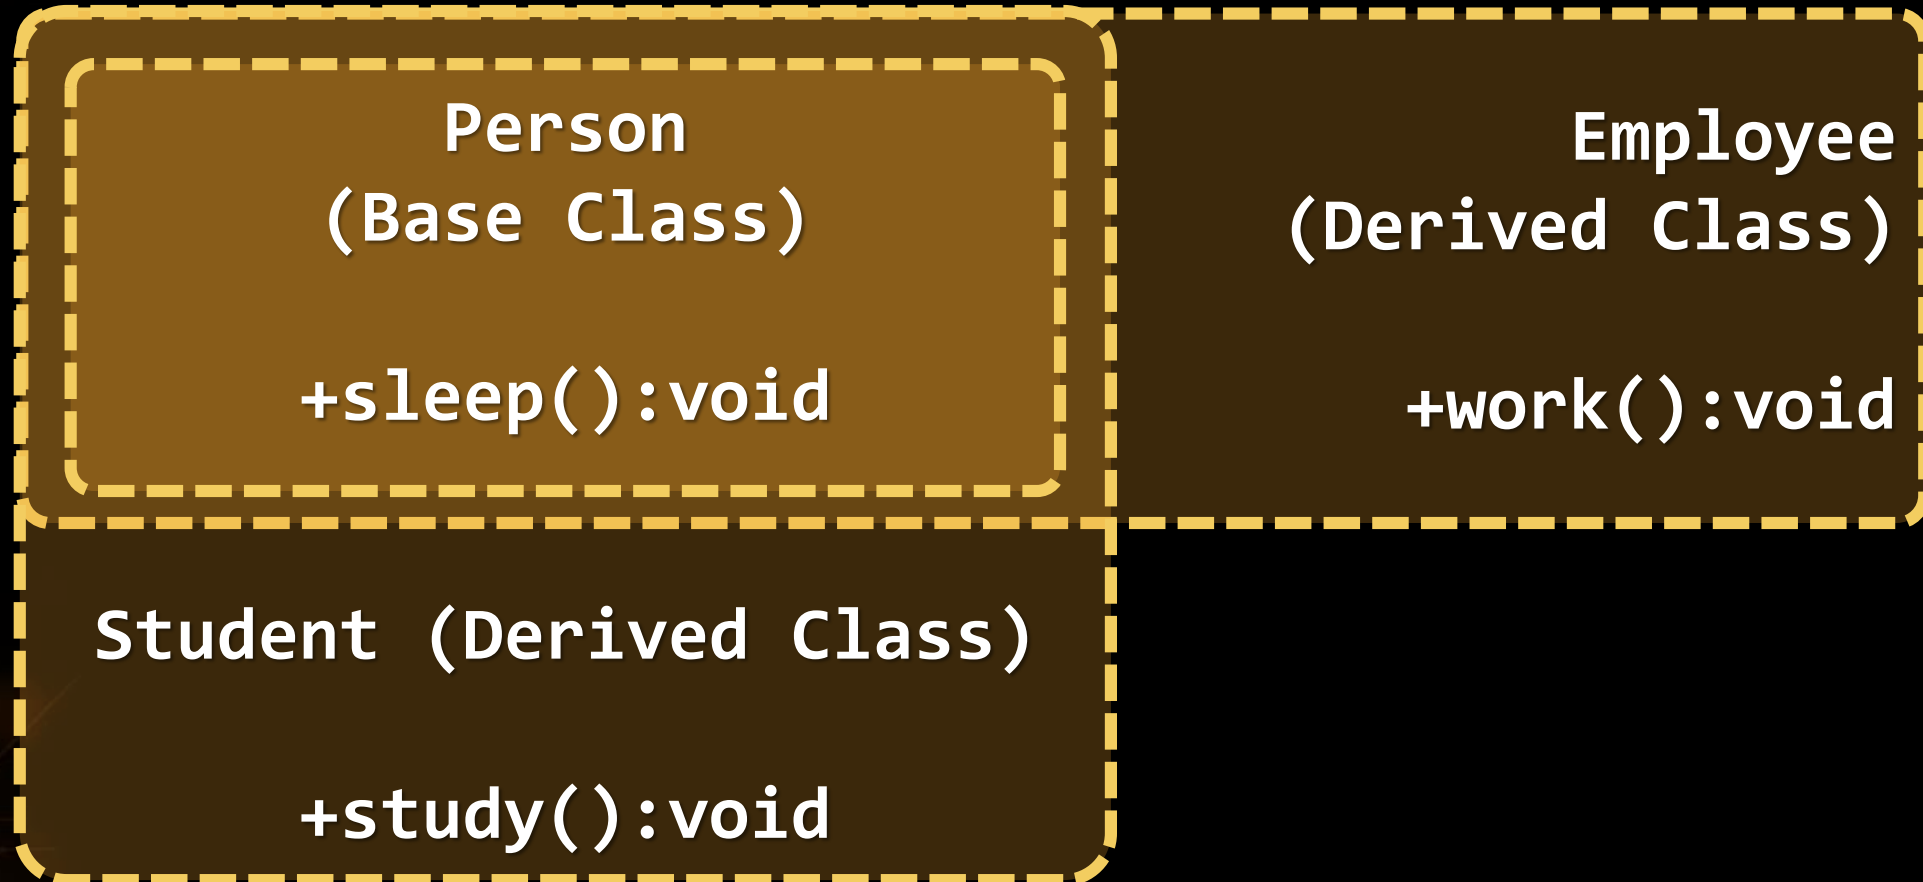 Person
(Base Class)
+sleep():void
Employee
(Derived Class)
+work():void
Student (Derived Class)
+study():void